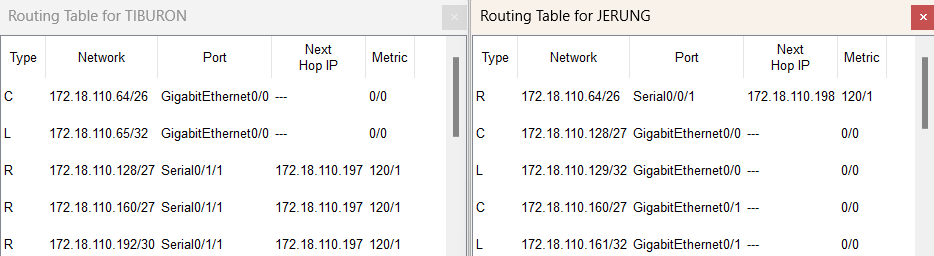 Routing Table for TIBURON
Type Network Port Next Hop IP Metric
C 172.18.110.64/26 GigabitEthernet0/0 --- 0/0
L 172.18.110.65/32 GigabitEthernet0/0 --- 0/0
R 172.18.110.128/27 Serial0/1/1 172.18.110.197 120/1
R 172.18.110.160/27 Serial0/1/1 172.18.110.197 120/1
R 172.18.110.192/30 Serial0/1/1 172.18.110.197 120/1
Routing Table for JERUNG
Type Network Port Next Hop IP Metric
R 172.18.110.64/26 Serial0/0/1 172.18.110.198 120/1
C 172.18.110.128/27 GigabitEthernet0/0 --- 0/0
L 172.18.110.129/32 GigabitEthernet0/0 --- 0/0
C 172.18.110.160/27 GigabitEthernet0/1 --- 0/0
L 172.18.110.161/32 GigabitEthernet0/1 --- 0/0